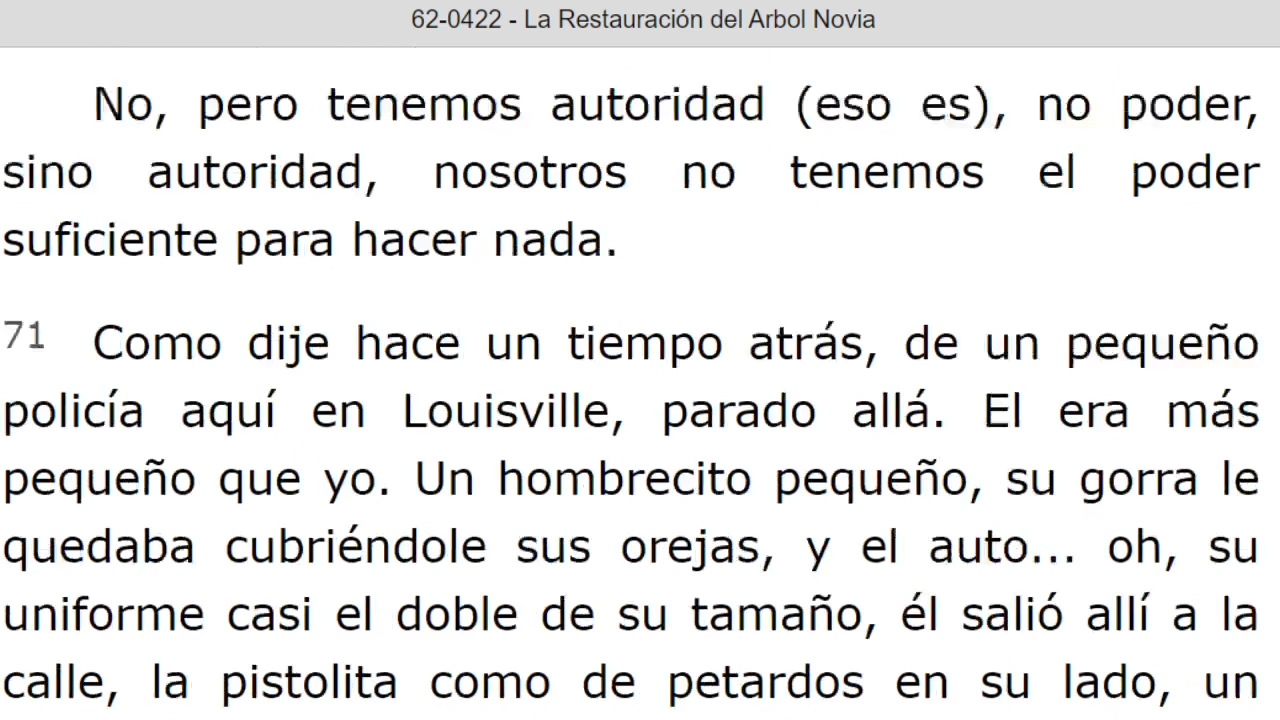 62-0422 - La Restauración del Arbol Novia
No, pero tenemos autoridad (eso es), no poder,
sino autoridad, nosotros no tenemos el poder
suficiente para hacer nada.
71 Como dije hace un tiempo atrás, de un pequeño
policía aquí en Louisville, parado allá. El era más
pequeño que yo. Un hombrecito pequeño, su gorra le
quedaba cubriéndole sus orejas, y el auto... oh, su
uniforme casi el doble de su tamaño, él salió allí a la
calle, la pistolita como de petardos en su lado, un